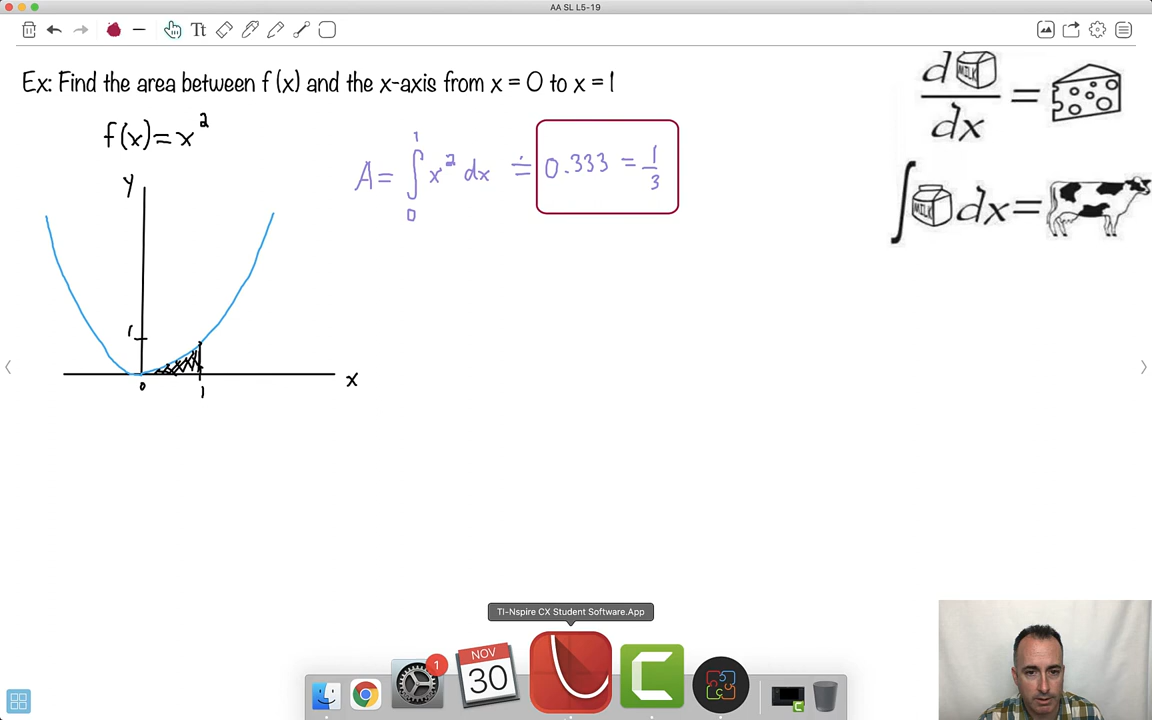 AA SL L5-19
Tt
Ex: Find the area between f (x) and the x-axis from x = 0 to x = 1
f(x) = x²
A = ∫₀¹ x² dx ≐ 0.333 = 1/3
d MILK / dx =
∫ MILK dx =
y
1
0
1
x
TI-Nspire CX Student Software.App
1
NOV
30
C